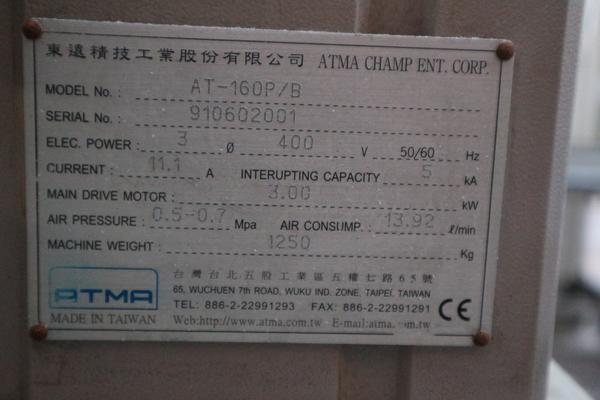 東遠精技工業股份有限公司 ATMA CHAMP ENT. CORP.
MODEL No. : AT-160P/B
SERIAL No. : 910602001
ELEC. POWER : 3 Ø 400 V 50/60 Hz
CURRENT : 11.1 A INTERUPTING CAPACITY 5 kA
MAIN DRIVE MOTOR : 3.00 kW
AIR PRESSURE : 0.5-0.7 Mpa AIR CONSUMP. : 13.92 ℓ/min
MACHINE WEIGHT : 1250 Kg
台灣台北五股工業區五權七路65號
65, WUCHUEN 7th ROAD, WUKU IND. ZONE, TAIPEI, TAIWAN
ATMA
TEL: 886-2-22991293 FAX: 886-2-22991291
MADE IN TAIWAN Web:http://www.atma.com.tw E-mail:atma. com.tw
CE